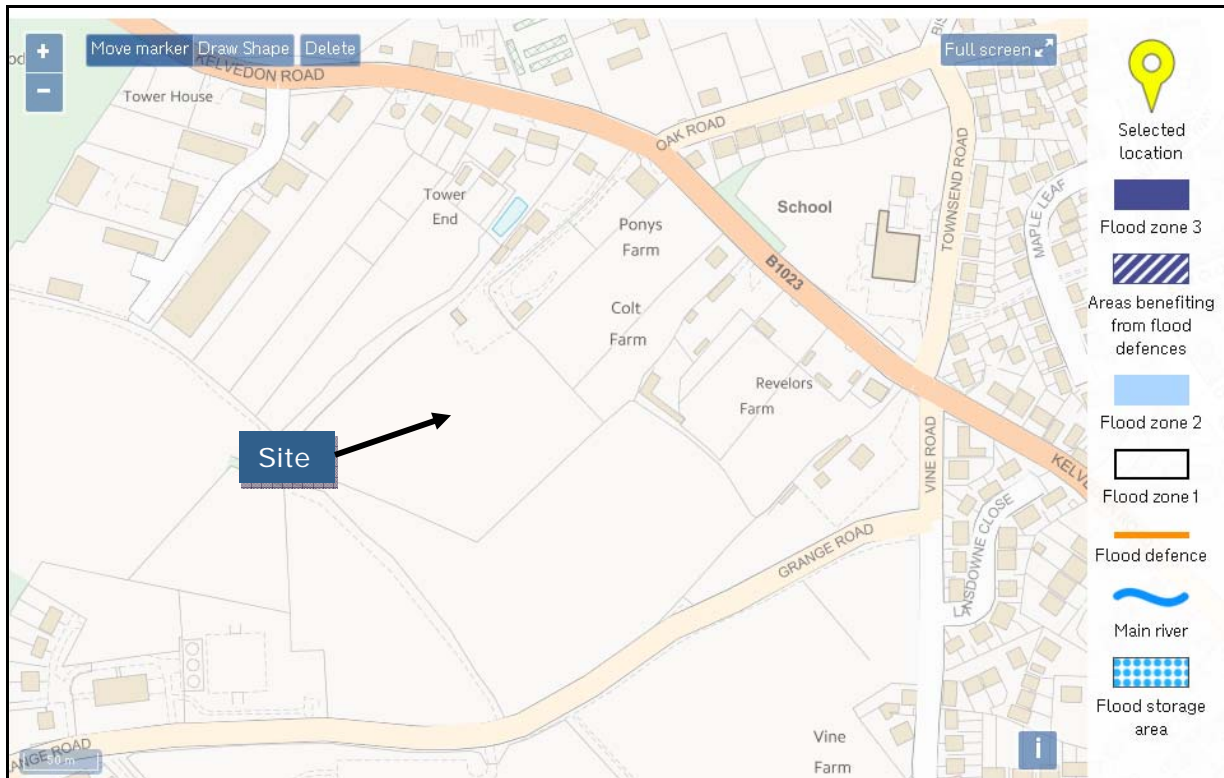 +
−
Move marker
Draw Shape
Delete
Full screen
KELVEDON ROAD
Tower House
OAK ROAD
TOWNSEND ROAD
MAPLE LEAF
School
Tower
End
Ponys
Farm
B1023
Colt
Farm
Revelors
Farm
Site
VINE ROAD
KELVE
GRANGE ROAD
LANSDOWNE CLOSE
Vine
Farm
ANGE ROAD
50 m
i
Selected
location
Flood zone 3
Areas benefiting
from flood
defences
Flood zone 2
Flood zone 1
Flood defence
Main river
Flood storage
area